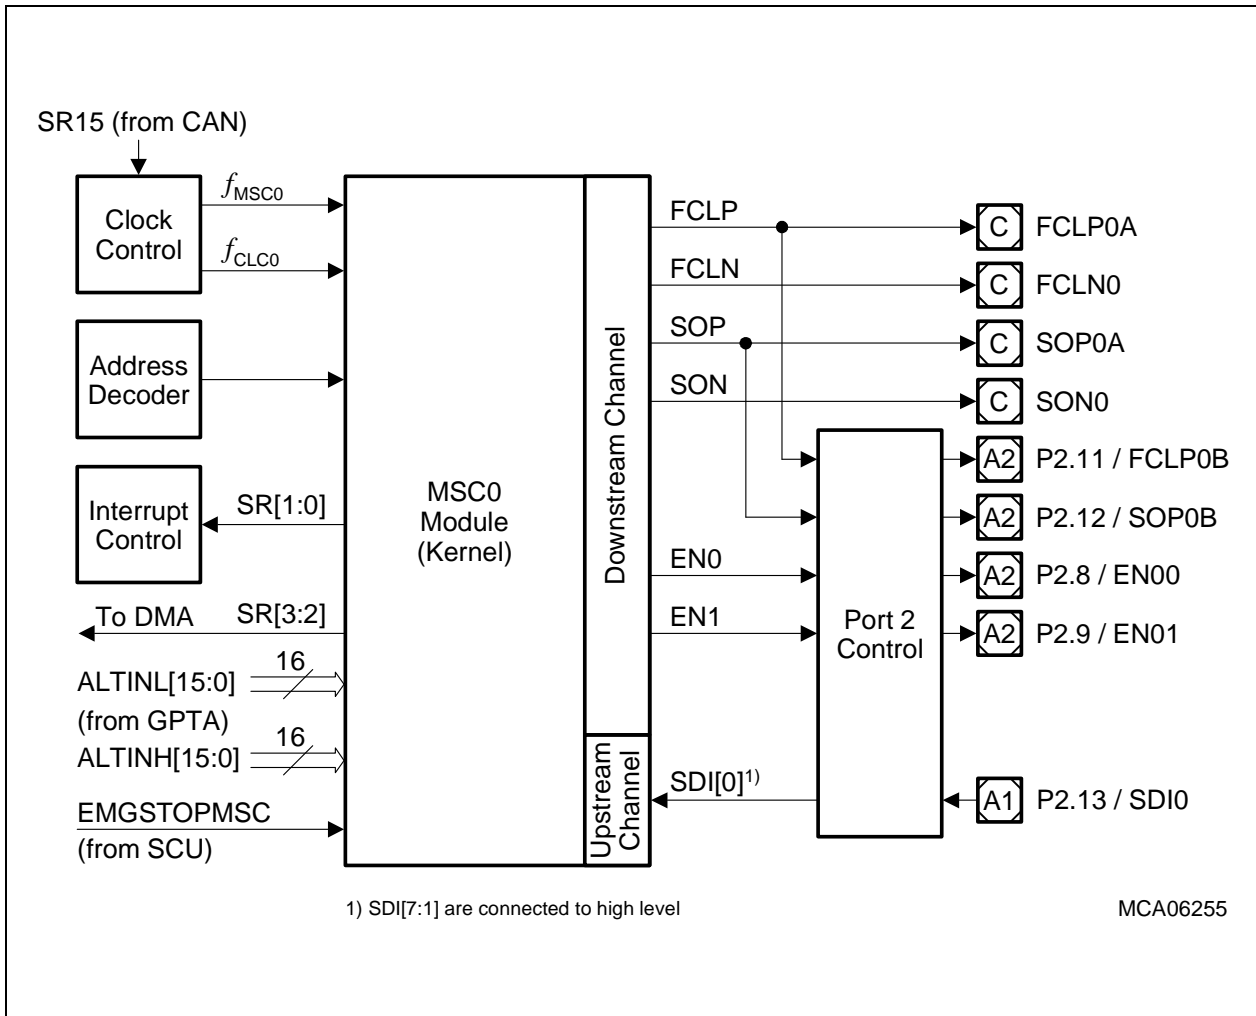 SR15 (from CAN)
Clock
Control
fMSC0
fCLC0
Address
Decoder
Interrupt
Control
SR[1:0]
To DMA
SR[3:2]
16
ALTINL[15:0]
(from GPTA)
16
ALTINH[15:0]
EMGSTOPMSC
(from SCU)
MSC0
Module
(Kernel)
Downstream Channel
Upstream
Channel
FCLP
FCLN
SOP
SON
EN0
EN1
SDI[0]1)
Port 2
Control
C FCLP0A
C FCLN0
C SOP0A
C SON0
A2 P2.11 / FCLP0B
A2 P2.12 / SOP0B
A2 P2.8 / EN00
A2 P2.9 / EN01
A1 P2.13 / SDI0
1) SDI[7:1] are connected to high level
MCA06255